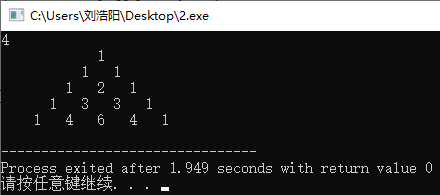 C:\Users\刘浩阳\Desktop\2.exe
4
1
1 1
1 2 1
1 3 3 1
1 4 6 4 1
--------------------------------
Process exited after 1.949 seconds with return value 0
请按任意键继续. . .